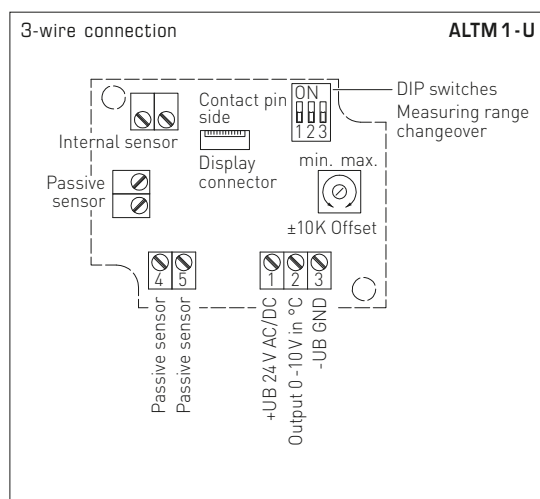 3-wire connection
ALTM 1 - U
ON
1 2 3
DIP switches
Measuring range
changeover
Contact pin
side
Internal sensor
Display
connector
Passive
sensor
min. max.
±10K Offset
4 5
1 2 3
Passive sensor
Passive sensor
+UB 24 V AC/DC
Output 0 -10V in °C
-UB GND